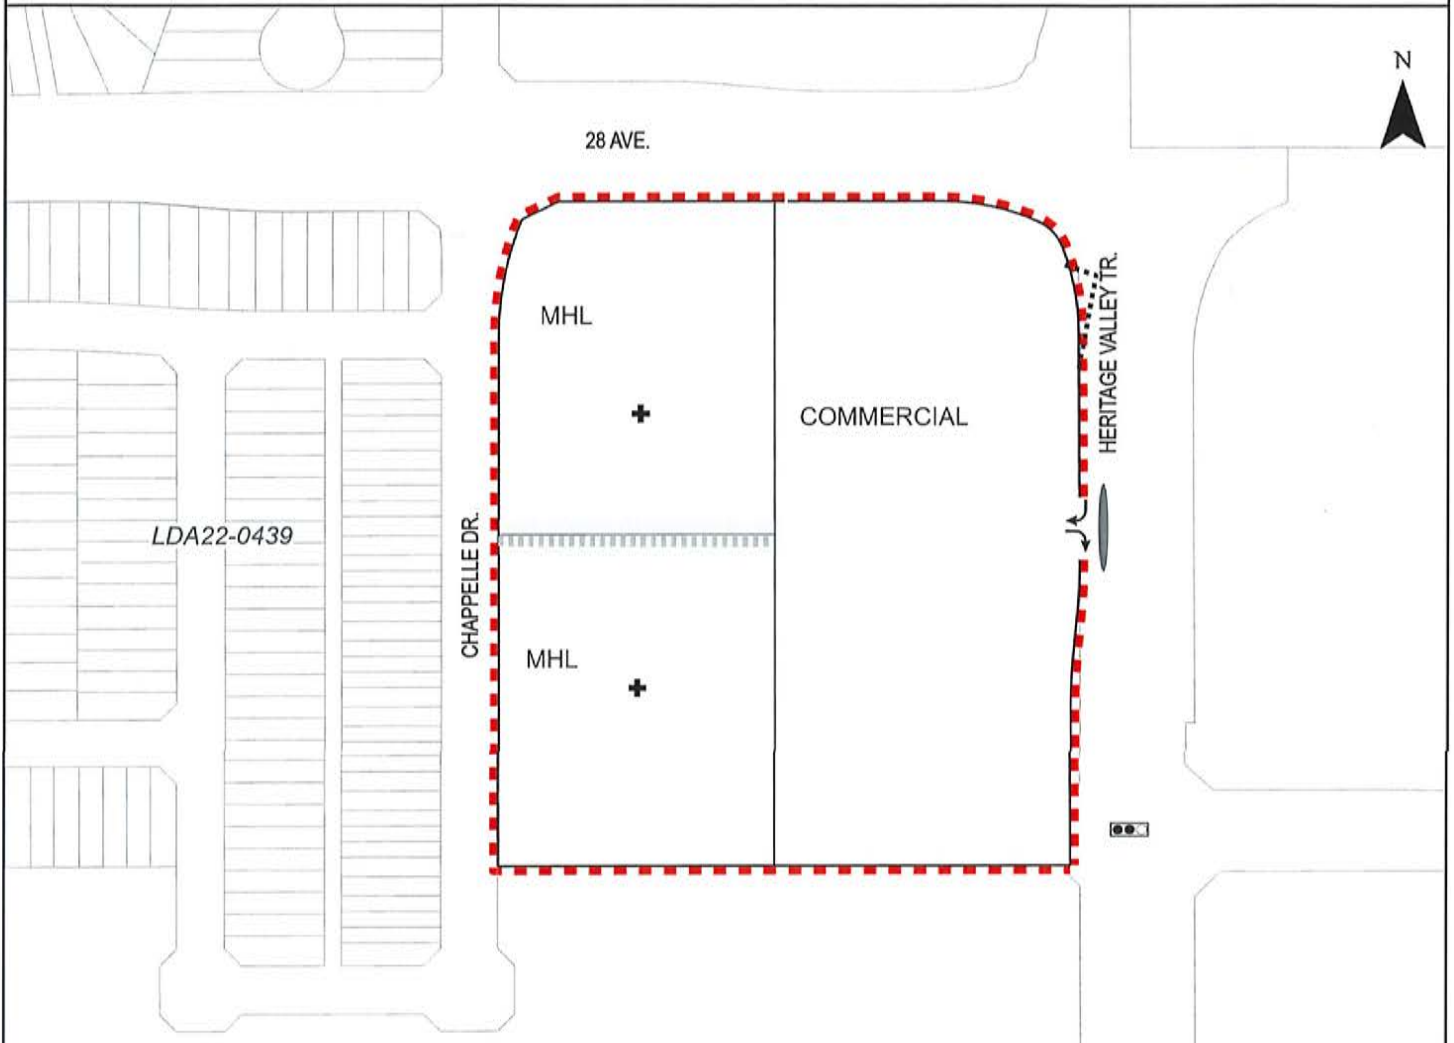 N
28 AVE.
HERITAGE VALLEY TR.
MHL
COMMERCIAL
CHAPPELLE DR.
LDA22-0439
MHL